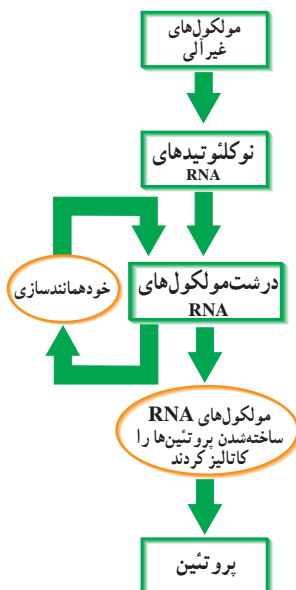 مولکول‌های
غیرآلی
نوکلئوتیدهای
RNA
درشت‌مولکول‌های
RNA
خودهمانندسازی
مولکول‌های RNA
ساخته‌شدن پروتئین‌ها را
کاتالیز کردند
پروتئین